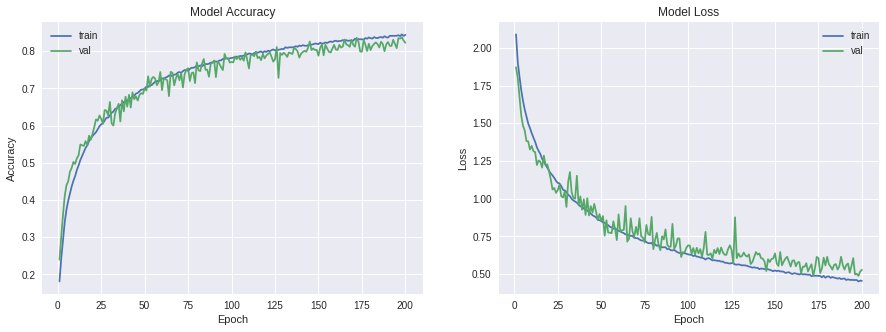 Model Accuracy
train
val
0.8
0.7
0.6
0.5
0.4
0.3
0.2
Accuracy
0 25 50 75 100 125 150 175 200
Epoch
Model Loss
train
val
2.00
1.75
1.50
1.25
1.00
0.75
0.50
Loss
0 25 50 75 100 125 150 175 200
Epoch